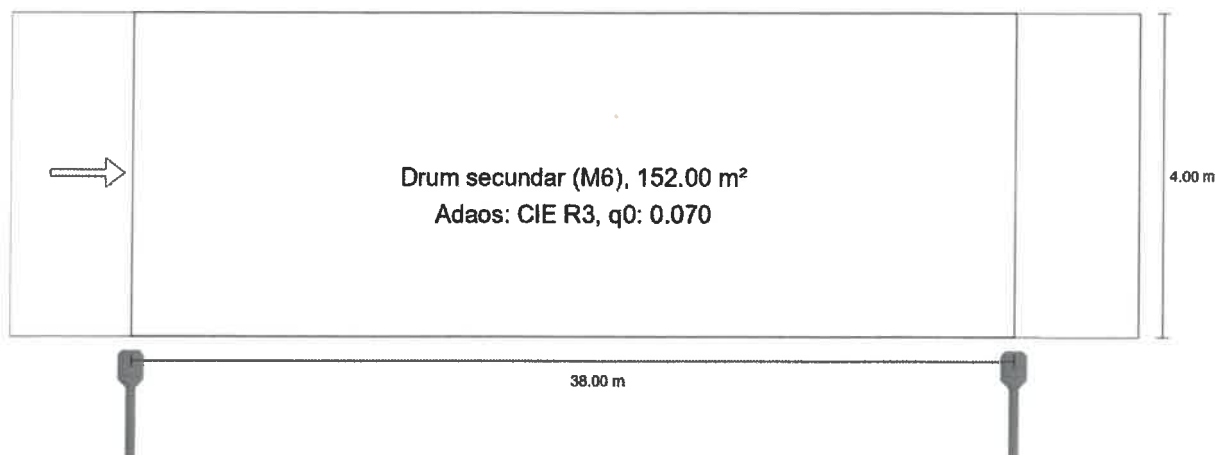 Drum secundar (M6), 152.00 m²
Adaos: CIE R3, q0: 0.070
4.00 m
38.00 m